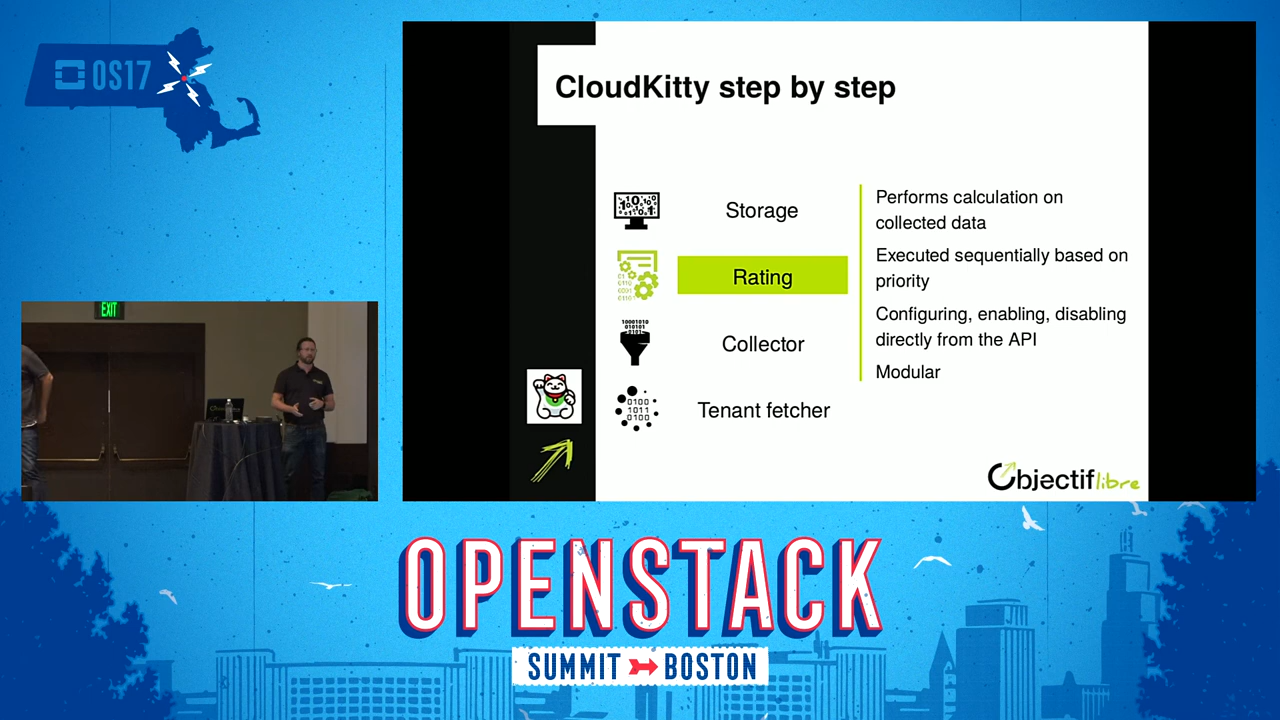 OS17
CloudKitty step by step
Storage
Rating
Collector
Tenant fetcher
Performs calculation on
collected data
Executed sequentially based on
priority
Configuring, enabling, disabling
directly from the API
Modular
Objectif libre
EXIT
OPENSTACK
SUMMIT BOSTON